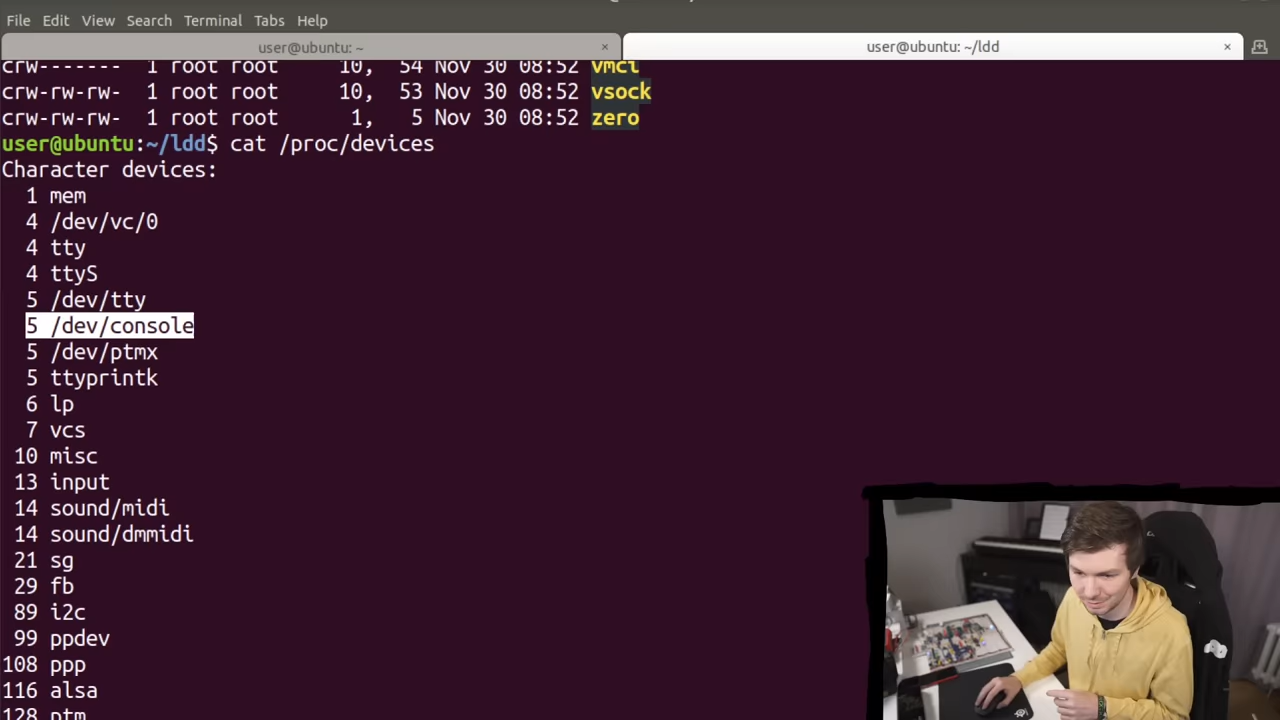 File Edit View Search Terminal Tabs Help
user@ubuntu: ~ × user@ubuntu: ~/ldd ×
crw------- 1 root root 10, 54 Nov 30 08:52 vmci
crw-rw-rw- 1 root root 10, 53 Nov 30 08:52 vsock
crw-rw-rw- 1 root root 1, 5 Nov 30 08:52 zero
user@ubuntu:~/ldd$ cat /proc/devices
Character devices:
1 mem
4 /dev/vc/0
4 tty
4 ttyS
5 /dev/tty
5 /dev/console
5 /dev/ptmx
5 ttyprintk
6 lp
7 vcs
10 misc
13 input
14 sound/midi
14 sound/dmmidi
21 sg
29 fb
89 i2c
99 ppdev
108 ppp
116 alsa
128 ptm